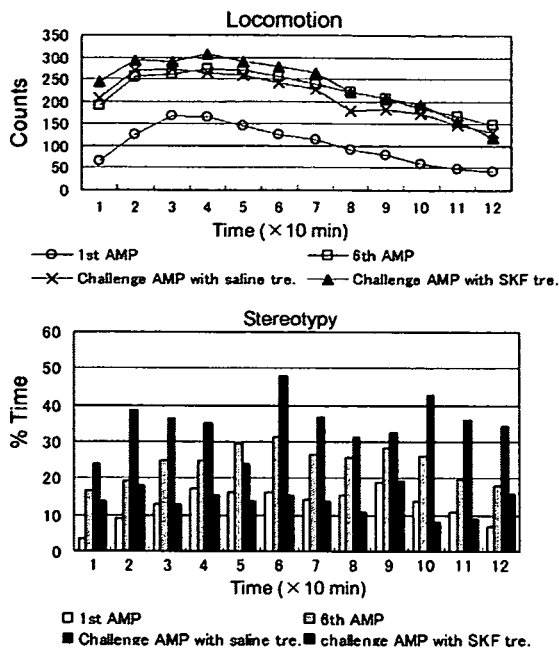 Locomotion
Counts
350
300
250
200
150
100
50
0
1 2 3 4 5 6 7 8 9 10 11 12
Time (×10 min)
1st AMP 6th AMP
Challenge AMP with saline tre. Challenge AMP with SKF tre.
Stereotypy
% Time
60
50
40
30
20
10
0
1 2 3 4 5 6 7 8 9 10 11 12
Time (×10 min)
1st AMP 6th AMP
Challenge AMP with saline tre. challenge AMP with SKF tre.